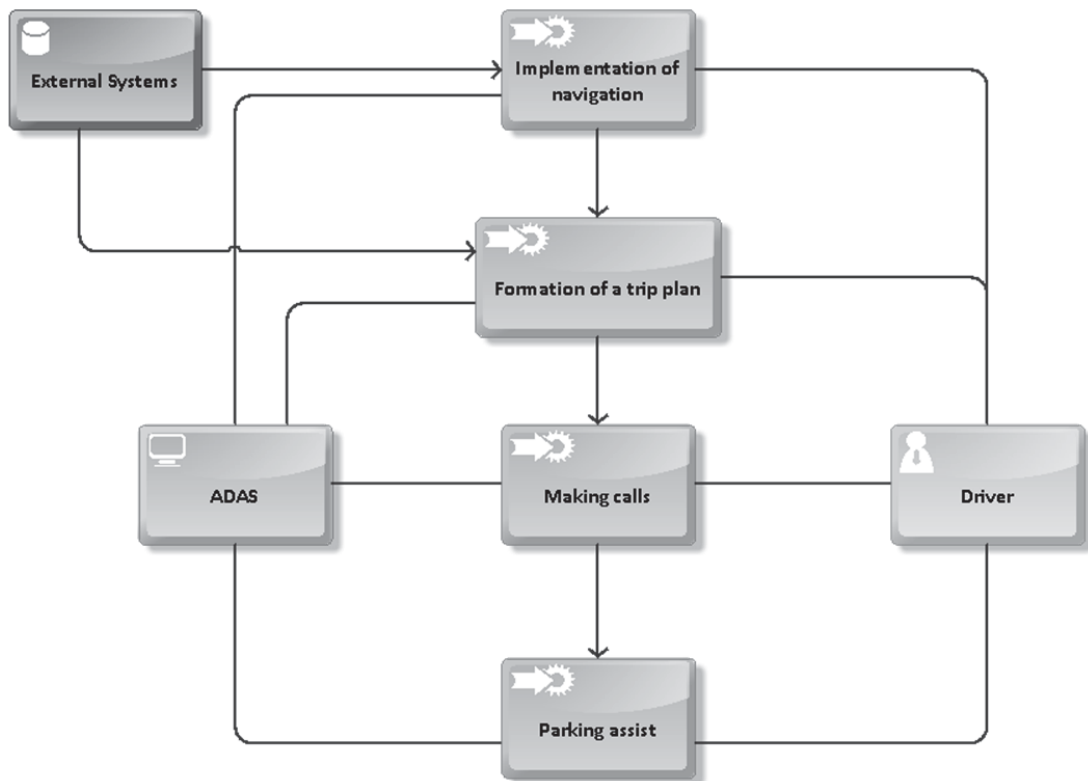 External Systems
Implementation of
navigation
Formation of a trip plan
ADAS
Making calls
Driver
Parking assist